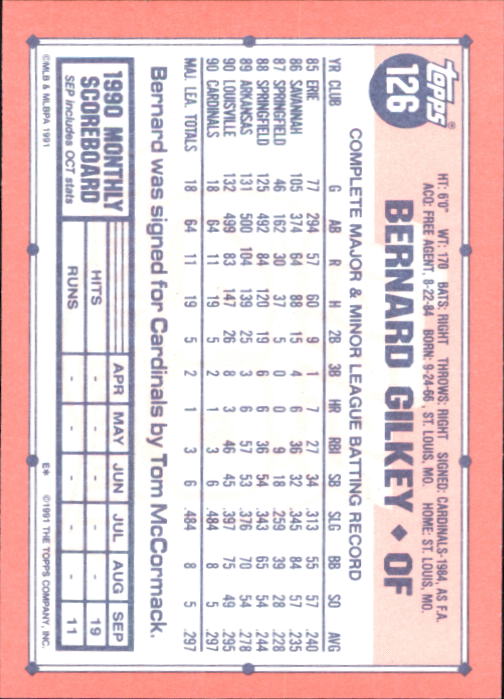 TOPPS®
126
HT: 6'0" WT: 170 BATS: RIGHT THROWS: RIGHT SIGNED: CARDINALS-1984, AS F.A.
ACQ: FREE AGENT, 8-22-84 BORN: 9-24-66, ST. LOUIS, MO. HOME: ST. LOUIS, MO.
BERNARD GILKEY ◆ OF
COMPLETE MAJOR & MINOR LEAGUE BATTING RECORD
YR CLUB G AB R H 2B 3B HR RBI SB SLG BB SO AVG
85 ERIE 77 294 57 60 9 1 7 27 34 .313 55 57 .240
86 SAVANNAH 105 374 64 88 15 4 6 36 32 .345 84 57 .235
87 SPRINGFIELD 46 162 30 37 5 0 0 9 18 .259 39 28 .228
88 SPRINGFIELD 125 492 84 120 19 6 6 36 54 .343 65 54 .244
89 ARKANSAS 131 500 104 139 25 3 6 57 53 .376 70 54 .278
90 LOUISVILLE 132 499 83 147 26 8 3 46 45 .397 75 49 .295
90 CARDINALS 18 64 11 19 5 2 1 3 6 .484 8 5 .297
MAJ. LEA. TOTALS 18 64 11 19 5 2 1 3 6 .484 8 5 .297
Bernard was signed for Cardinals by Tom McCormack.
1990 MONTHLY
SCOREBOARD
SEP includes OCT stats
APR MAY JUN JUL AUG SEP
HITS - - - - - 19
RUNS - - - - - 11
©MLB & MLBPA 1991 E* ©1991 THE TOPPS COMPANY, INC.